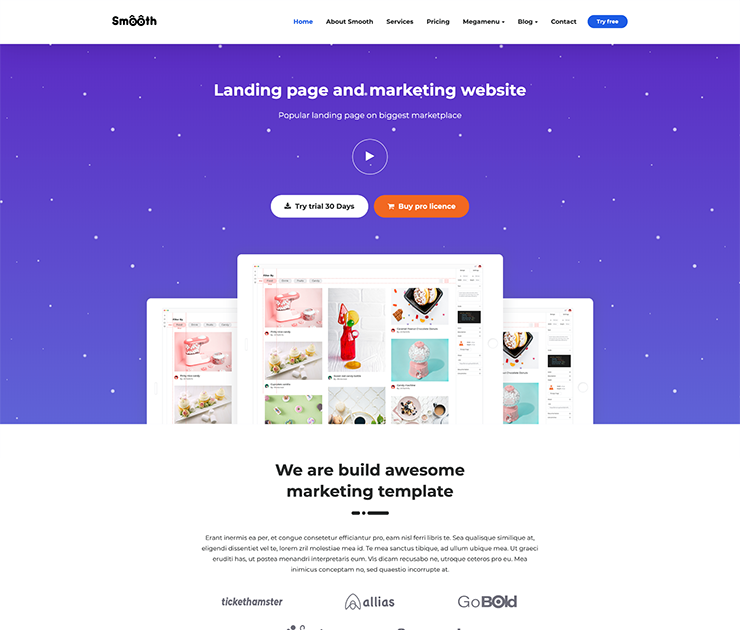 Smooth
Home About Smooth Services Pricing Megamenu Blog Contact Try free
Landing page and marketing website
Popular landing page on biggest marketplace
Try trial 30 Days Buy pro licence
Filter By
We are build awesome
marketing template
Erant inermis ea per, et congue consetetur efficiantur pro, eam nisl ferri libris te. Sea qualisque similique at,
eligendi dissentiet vel te, lorem zril molestiae mea id. Te mea sanctus tibique, ad ullum ubique mea. Ut graeci
eruditi has, ut postea menandri interpretaris eum. Vis dicam recusabo ne, utroque ceteros pro eu. Mea
inimicus conceptam no, sed quaestio incorrupte at.
tickethamster allias GoBOld